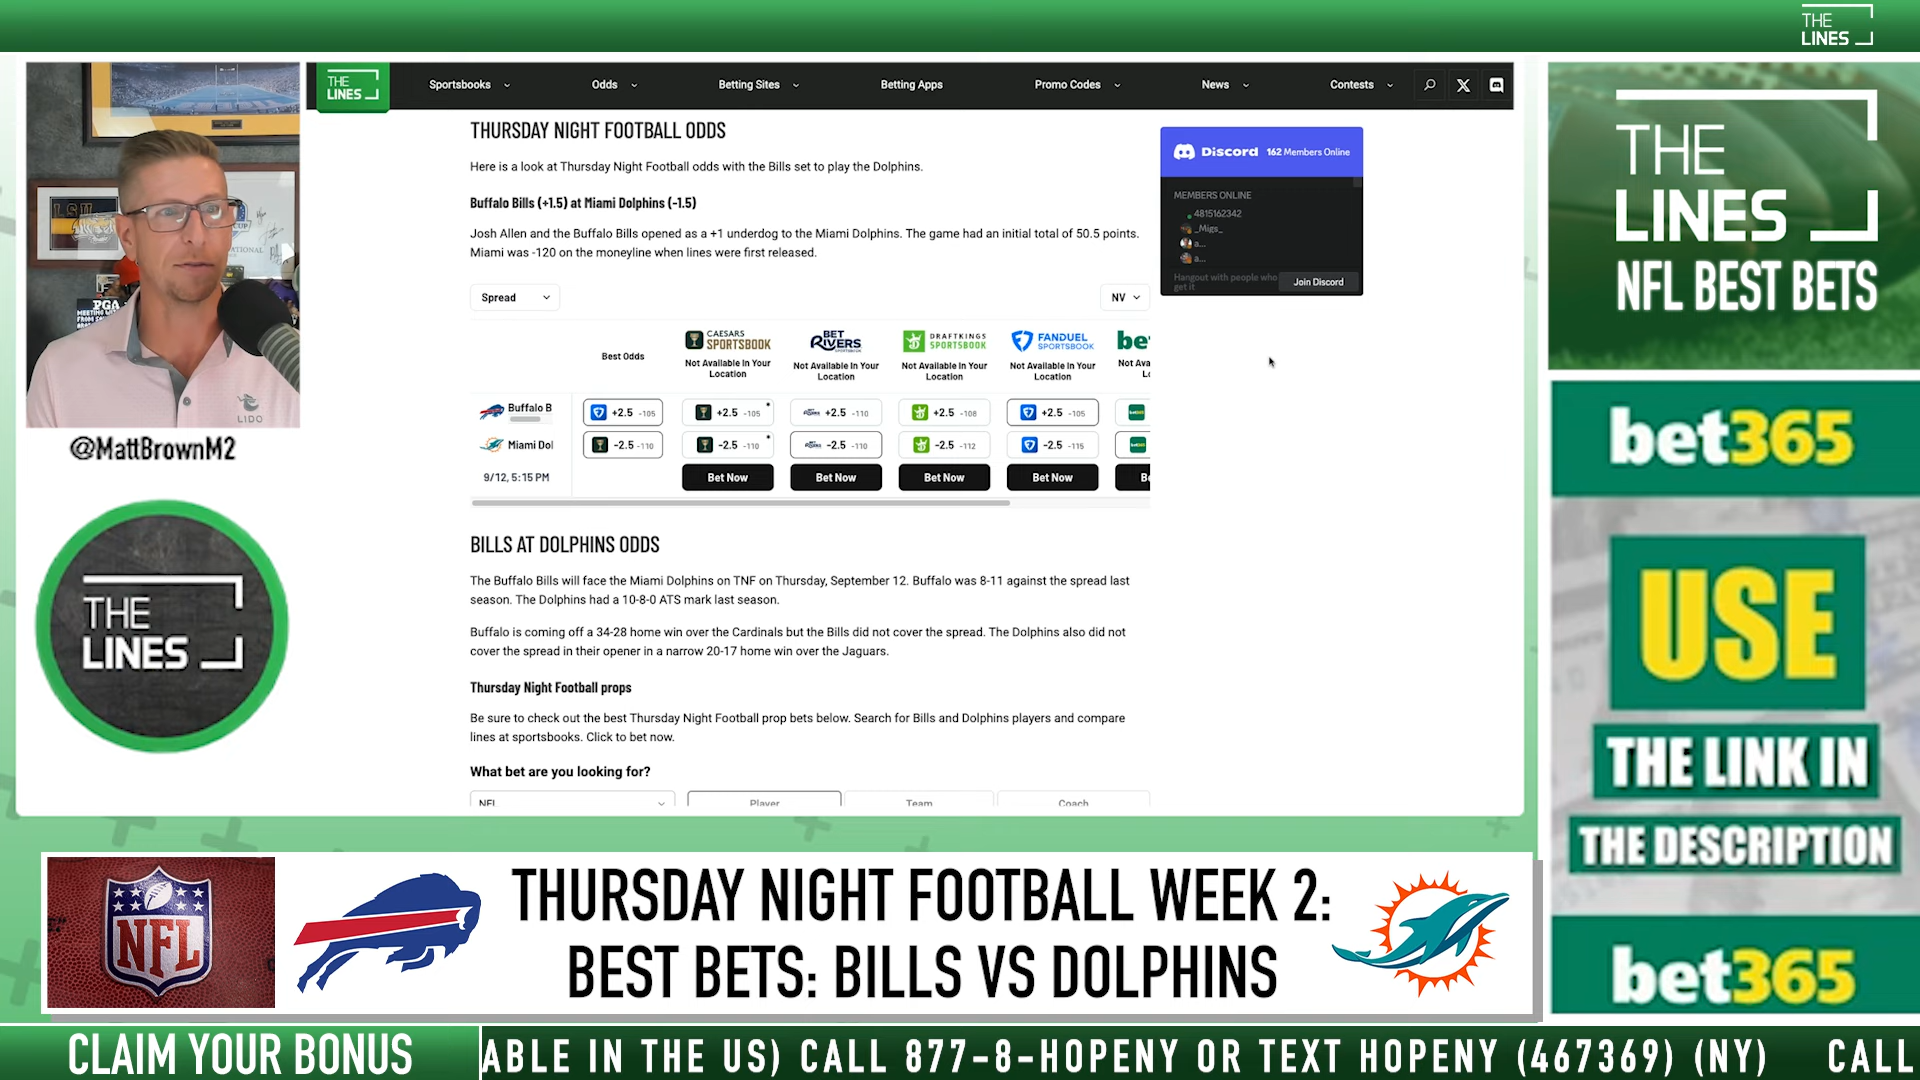 THE
LINES
THE
LINES
Sportsbooks
Odds
Betting Sites
Betting Apps
Promo Codes
News
Contests
THURSDAY NIGHT FOOTBALL ODDS
Here is a look at Thursday Night Football odds with the Bills set to play the Dolphins.
Buffalo Bills (+1.5) at Miami Dolphins (-1.5)
Josh Allen and the Buffalo Bills opened as a +1 underdog to the Miami Dolphins. The game had an initial total of 50.5 points.
Miami was -120 on the moneyline when lines were first released.
Spread
NV
Best Odds
CAESARS
SPORTSBOOK
Not Available In Your
Location
BET
RIVERS
Not Available In Your
Location
DRAFTKINGS
SPORTSBOOK
Not Available In Your
Location
FANDUEL
SPORTSBOOK
Not Available In Your
Location
be
Not Ava
Lc
Buffalo B
+2.5 -105
+2.5 -105
+2.5 -110
+2.5 -108
+2.5 -105
Miami Dol
-2.5 -110
-2.5 -110
-2.5 -110
-2.5 -112
-2.5 -115
9/12, 5:15 PM
Bet Now
Bet Now
Bet Now
Bet Now
Discord 162 Members Online
MEMBERS ONLINE
4815162342
_Migs_
a...
a...
Hangout with people who
get it
Join Discord
BILLS AT DOLPHINS ODDS
The Buffalo Bills will face the Miami Dolphins on TNF on Thursday, September 12. Buffalo was 8-11 against the spread last
season. The Dolphins had a 10-8-0 ATS mark last season.
Buffalo is coming off a 34-28 home win over the Cardinals but the Bills did not cover the spread. The Dolphins also did not
cover the spread in their opener in a narrow 20-17 home win over the Jaguars.
Thursday Night Football props
Be sure to check out the best Thursday Night Football prop bets below. Search for Bills and Dolphins players and compare
lines at sportsbooks. Click to bet now.
What bet are you looking for?
NFL
Player
Team
Coach
LSU
PGA
LIDO
@MattBrownM2
THE
LINES
THE
LINES
NFL BEST BETS
bet365
USE
THE LINK IN
THE DESCRIPTION
bet365
NFL
THURSDAY NIGHT FOOTBALL WEEK 2:
BEST BETS: BILLS VS DOLPHINS
CLAIM YOUR BONUS
ABLE IN THE US) CALL 877-8-HOPENY OR TEXT HOPENY (467369) (NY) CALL